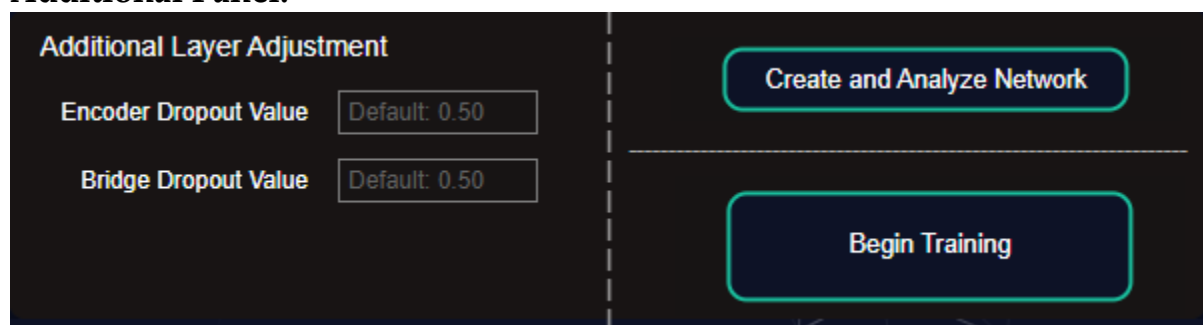 Additional Panel:
Additional Layer Adjustment
Encoder Dropout Value
Default: 0.50
Bridge Dropout Value
Default: 0.50
Create and Analyze Network
Begin Training